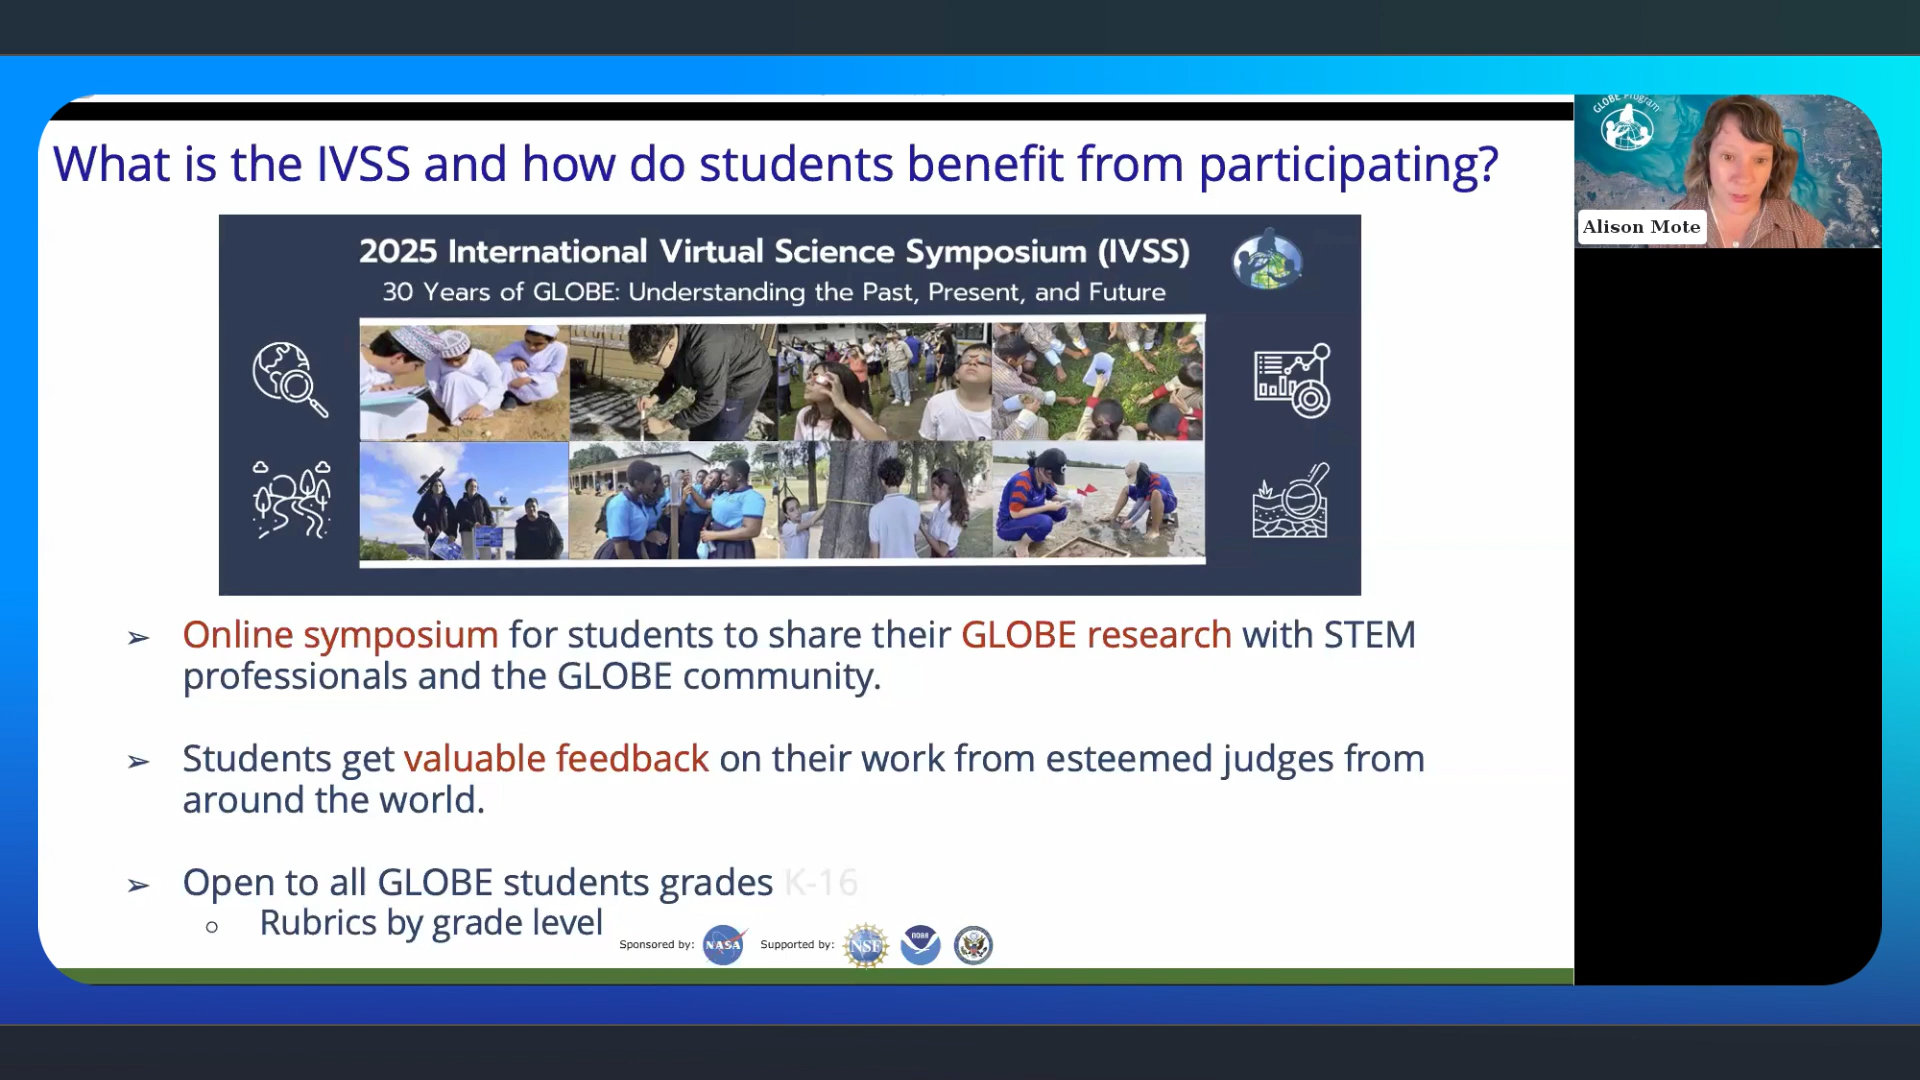 What is the IVSS and how do students benefit from participating?
GLOBE Program
Alison Mote
2025 International Virtual Science Symposium (IVSS)
30 Years of GLOBE: Understanding the Past, Present, and Future
➢ Online symposium for students to share their GLOBE research with STEM
professionals and the GLOBE community.
➢ Students get valuable feedback on their work from esteemed judges from
around the world.
➢ Open to all GLOBE students grades K-16
○ Rubrics by grade level
Sponsored by: NASA Supported by: NSF NOAA